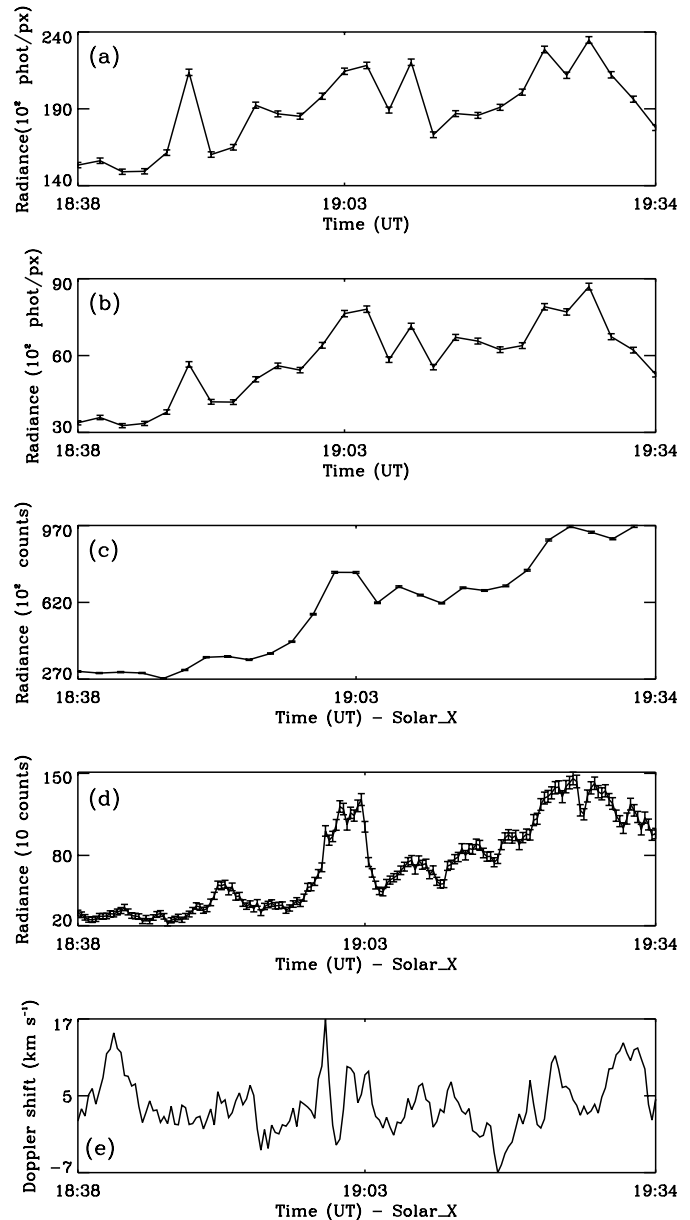 240
190
140
Radiance(10² phot/px)
(a)
18:38 19:03 19:34
Time (UT)
90
60
30
Radiance (10² phot/px)
(b)
18:38 19:03 19:34
Time (UT)
970
620
270
Radiance (10² counts)
(c)
18:38 19:03 19:34
Time (UT) - Solar_X
150
80
20
Radiance (10 counts)
(d)
18:38 19:03 19:34
Time (UT) - Solar_X
17
5
-7
Doppler shift (km s⁻¹)
(e)
18:38 19:03 19:34
Time (UT) - Solar_X